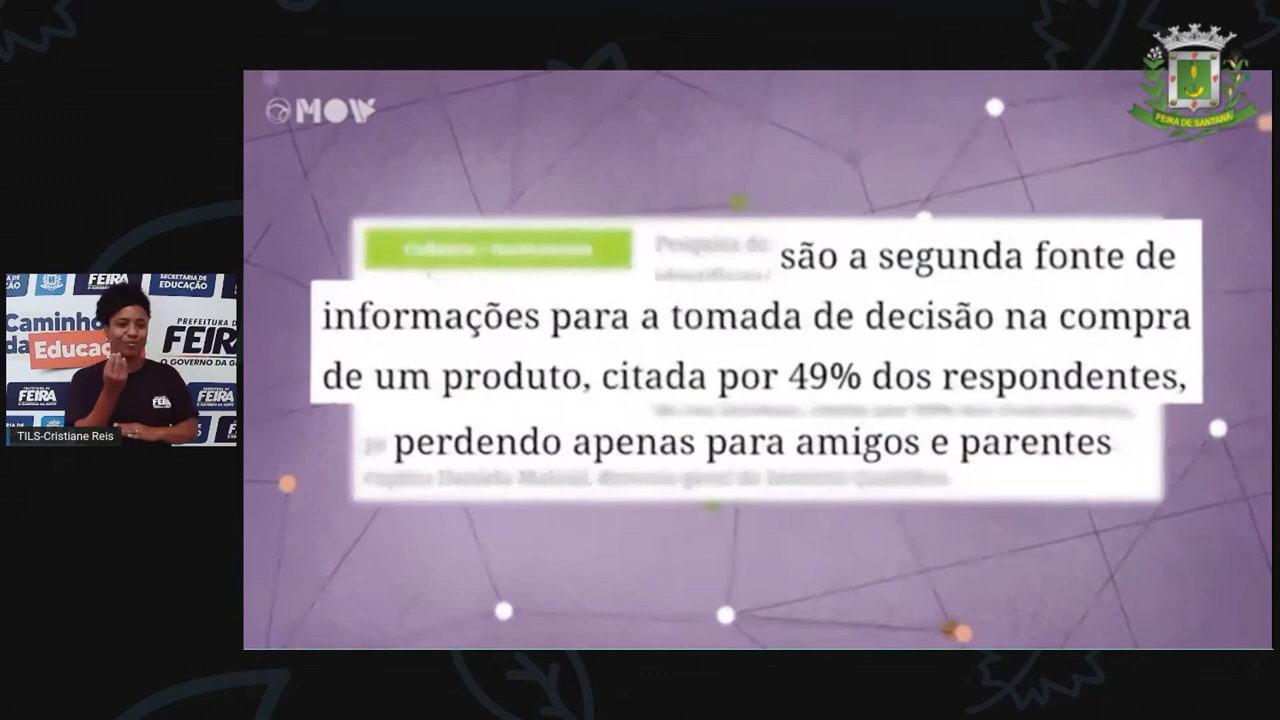 MOV
FEIRA DE SANTANA
são a segunda fonte de
informações para a tomada de decisão na compra
de um produto, citada por 49% dos respondentes,
perdendo apenas para amigos e parentes
FEIRA
SECRETARIA DE
EDUCAÇÃO
Caminho
da Educaç
PREFEITURA D
FEIR
O GOVERNO DA G
FEIRA
FEIRA
TILS-Cristiane Reis